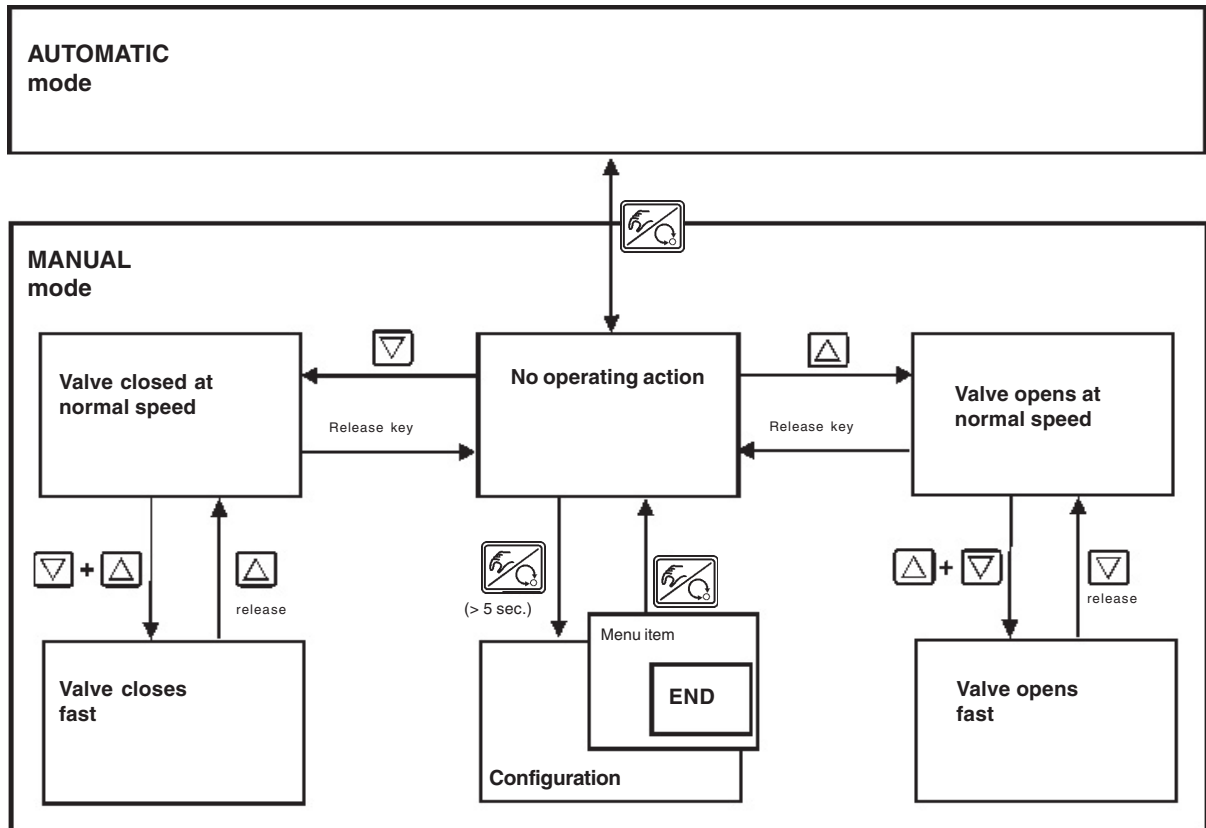 AUTOMATIC
mode
MANUAL
mode
Valve closed at
normal speed
No operating action
Valve opens at
normal speed
Release key
Release key
+
release
(> 5 sec.)
+
release
Valve closes
fast
Menu item
END
Configuration
Valve opens
fast